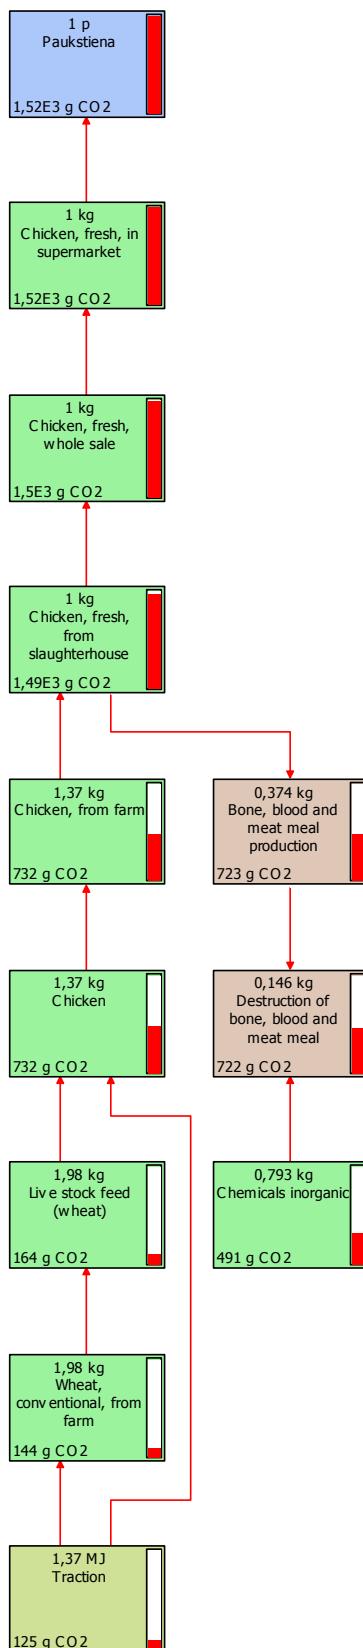 1 p
Paukstiena
1,52E3 g CO2
1 kg
Chicken, fresh, in
supermarket
1,52E3 g CO2
1 kg
Chicken, fresh,
whole sale
1,5E3 g CO2
1 kg
Chicken, fresh,
from
slaughterhouse
1,49E3 g CO2
1,37 kg
Chicken, from farm
732 g CO2
0,374 kg
Bone, blood and
meat meal
production
723 g CO2
1,37 kg
Chicken
732 g CO2
0,146 kg
Destruction of
bone, blood and
meat meal
722 g CO2
1,98 kg
Live stock feed
(wheat)
164 g CO2
0,793 kg
Chemicals inorganic
491 g CO2
1,98 kg
Wheat,
conventional, from
farm
144 g CO2
1,37 MJ
Traction
125 g CO2